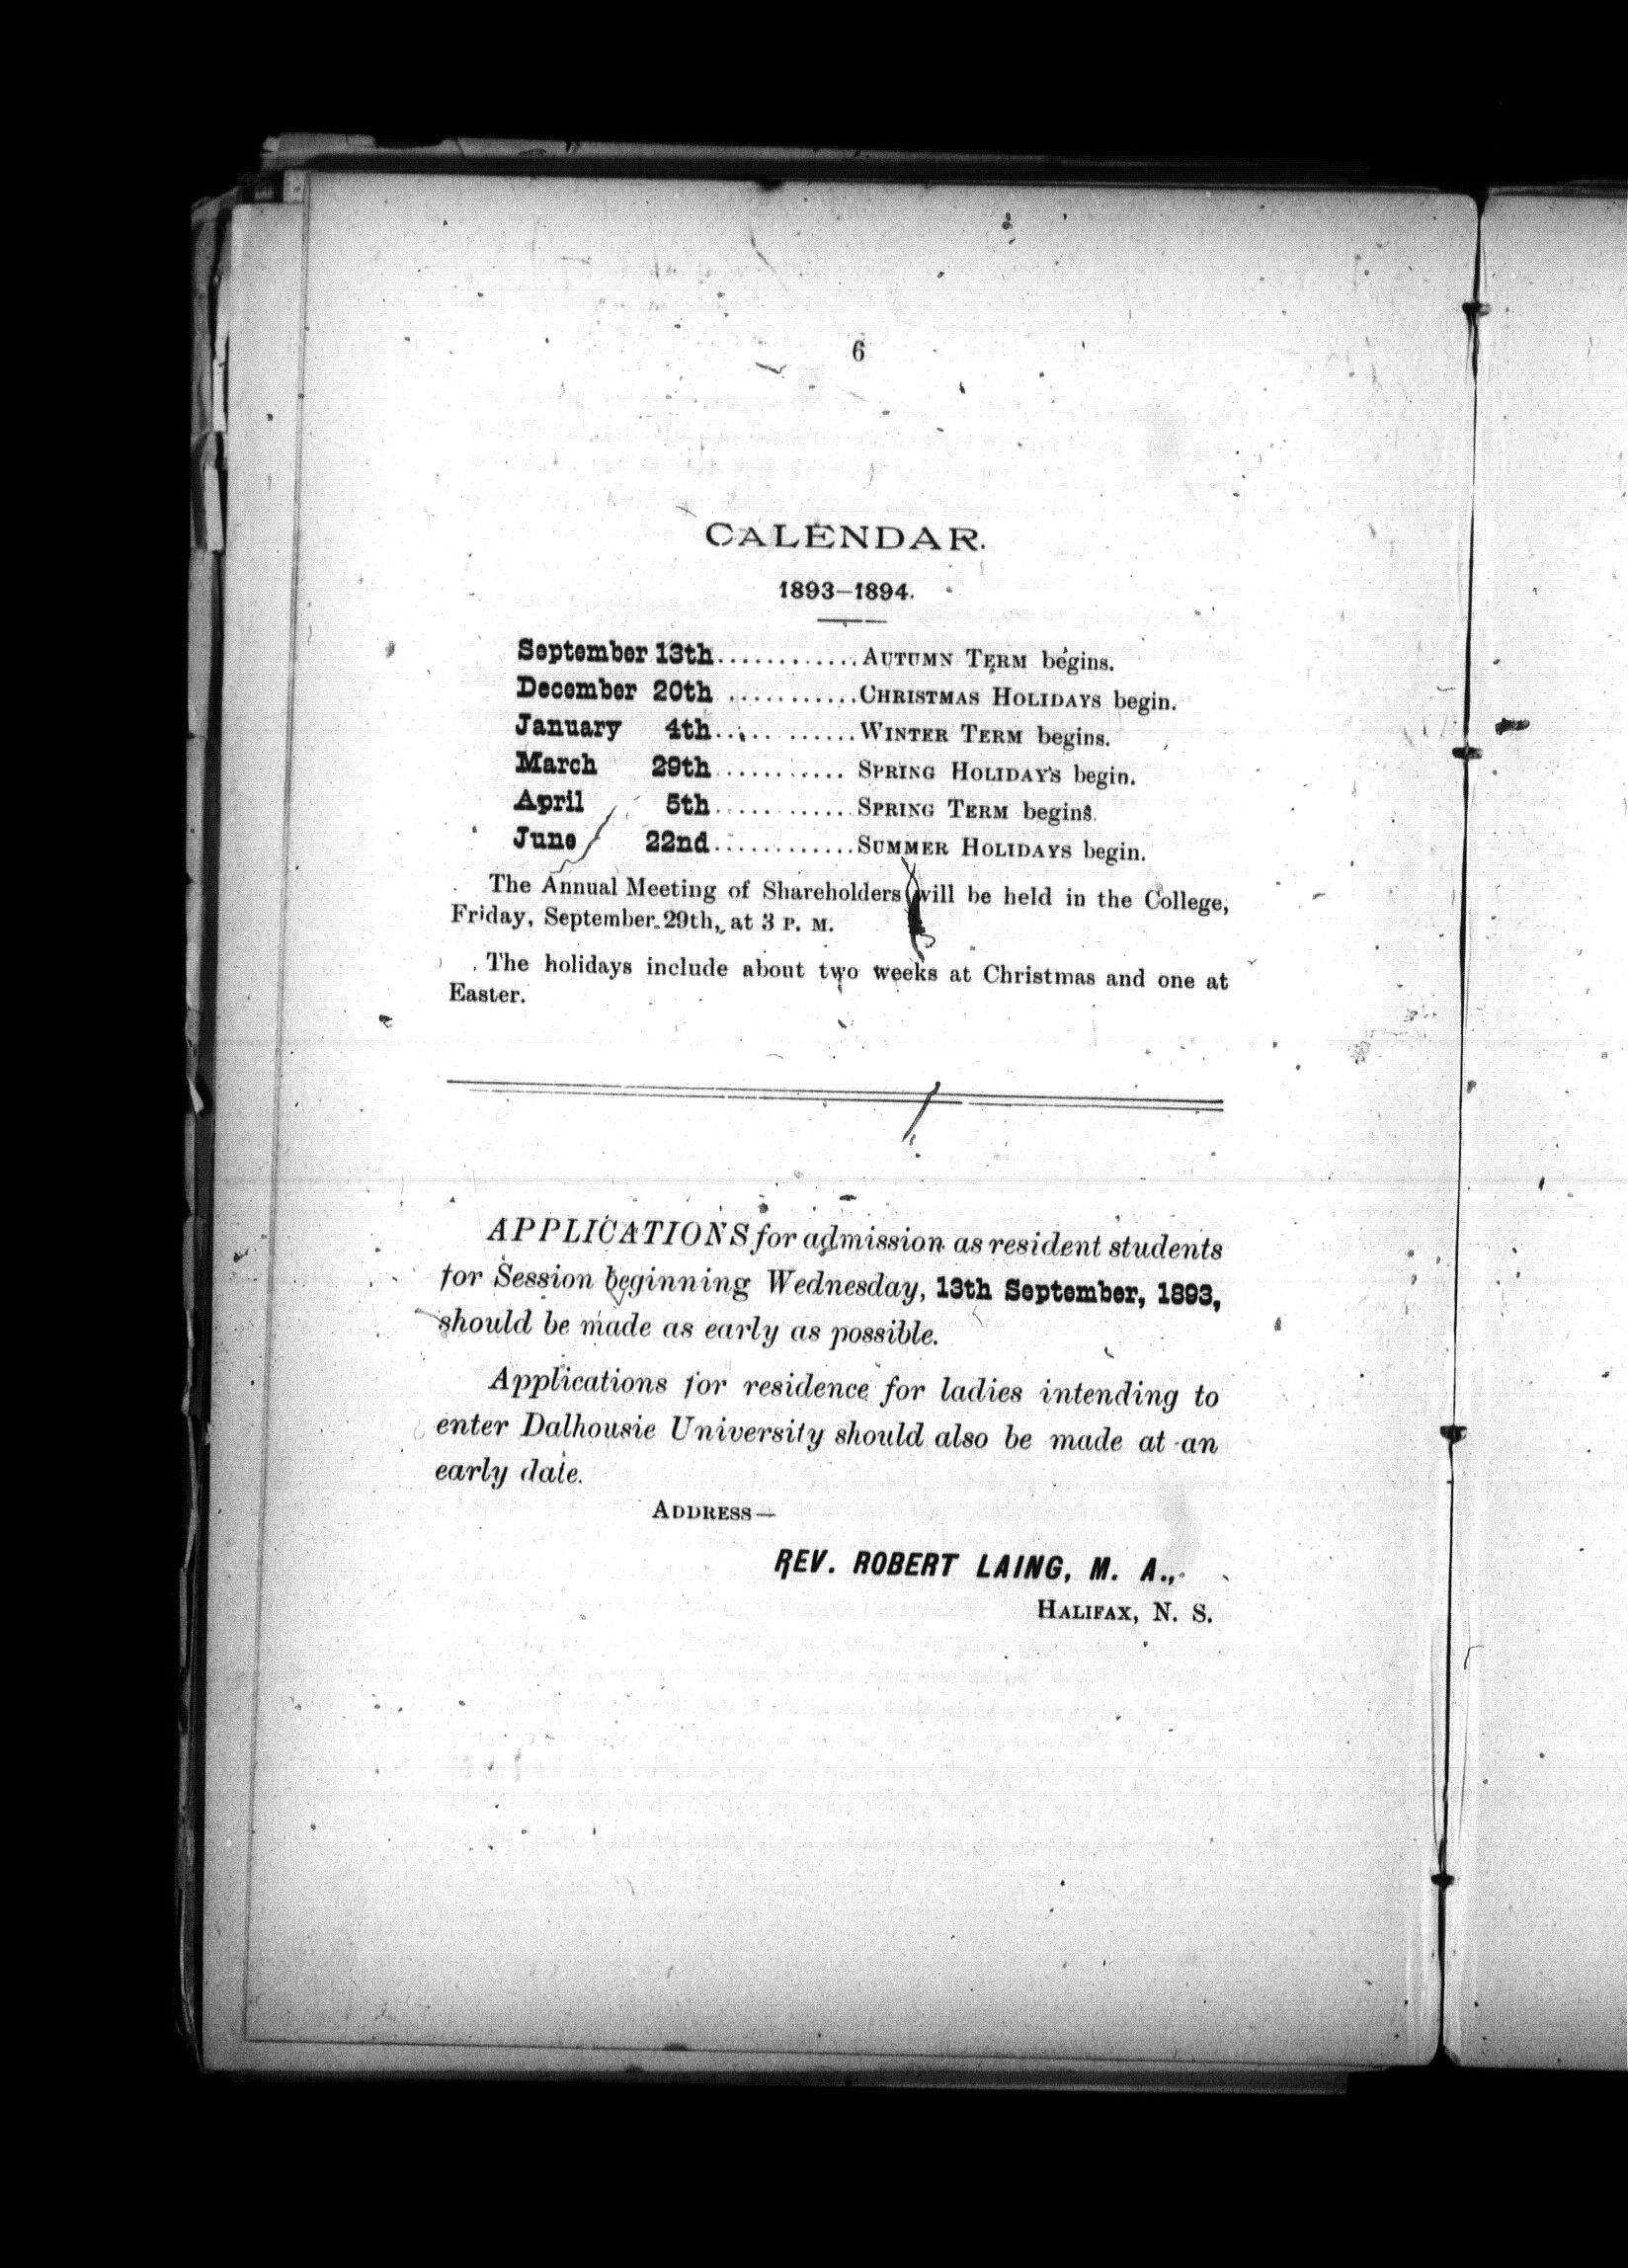 6
CALENDAR.
1893–1894.
September 13th............AUTUMN TERM begins.
December 20th ...........CHRISTMAS HOLIDAYS begin.
January 4th............WINTER TERM begins.
March 29th........... SPRING HOLIDAYS begin.
April 5th............SPRING TERM begins.
June 22nd............SUMMER HOLIDAYS begin.
The Annual Meeting of Shareholders will be held in the College,
Friday, September 29th, at 3 P. M.
The holidays include about two weeks at Christmas and one at
Easter.
APPLICATIONS for admission as resident students
for Session beginning Wednesday, 13th September, 1893,
should be made as early as possible.
Applications for residence for ladies intending to
enter Dalhousie University should also be made at an
early date.
ADDRESS—
REV. ROBERT LAING, M. A.,
HALIFAX, N. S.